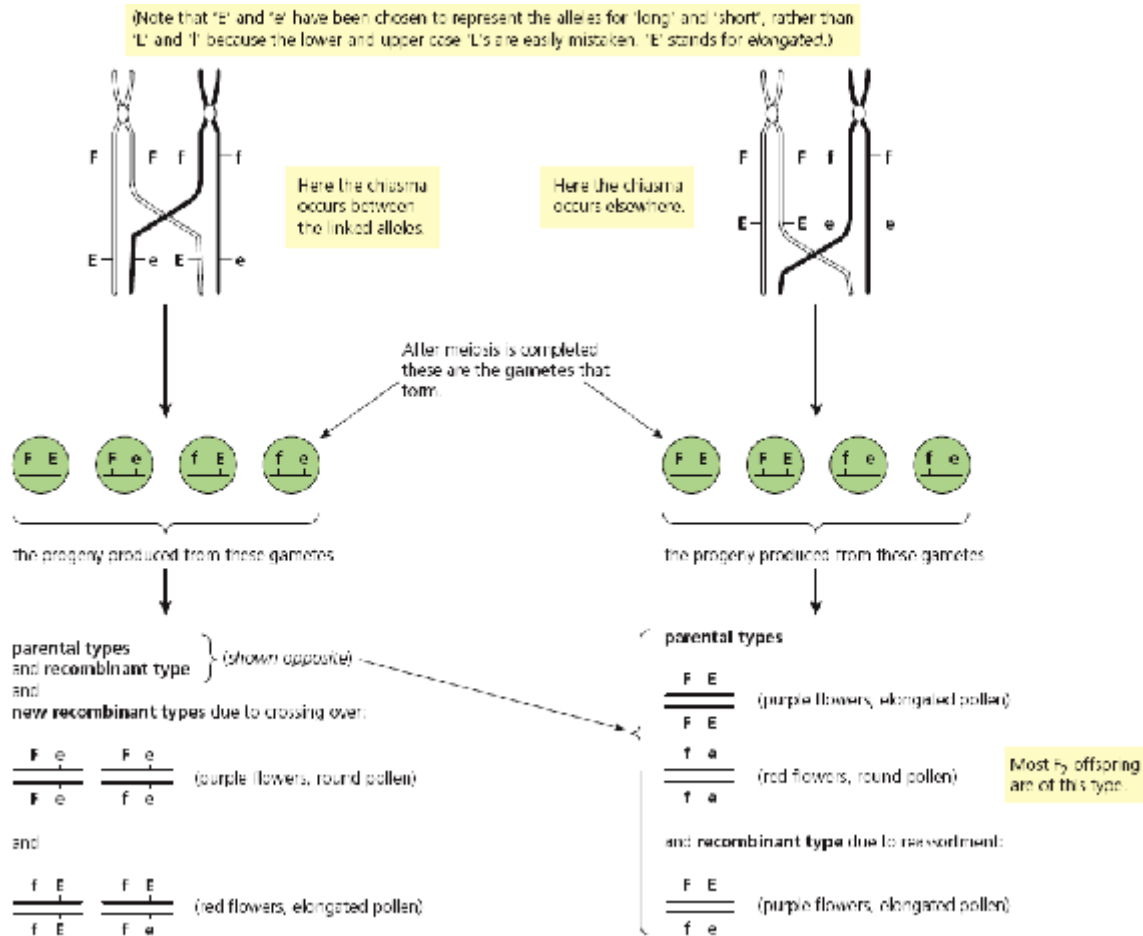 (Note that 'E' and 'e' have been chosen to represent the alleles for 'long' and 'short', rather than
'L' and 'l' because the lower and upper case 'L's are easily mistaken. 'E' stands for elongated.)
F F f f
E e E e
Here the chiasma
occurs between
the linked alleles.
Here the chiasma
occurs elsewhere.
F F f f
E E e e
After meiosis is completed
these are the gametes that
form.
F E F e f E f e
F E F E f e f e
the progeny produced from these gametes
the progeny produced from these gametes
parental types
and recombinant type
(shown opposite)
and
new recombinant types due to crossing over:
F e F e
(purple flowers, round pollen)
F e f e
and
f E f E
(red flowers, elongated pollen)
f E f e
parental types
F E
(purple flowers, elongated pollen)
F E
f e
(red flowers, round pollen)
f e
Most F2 offspring
are of this type.
and recombinant type due to reassortment:
F E
(purple flowers, elongated pollen)
f e